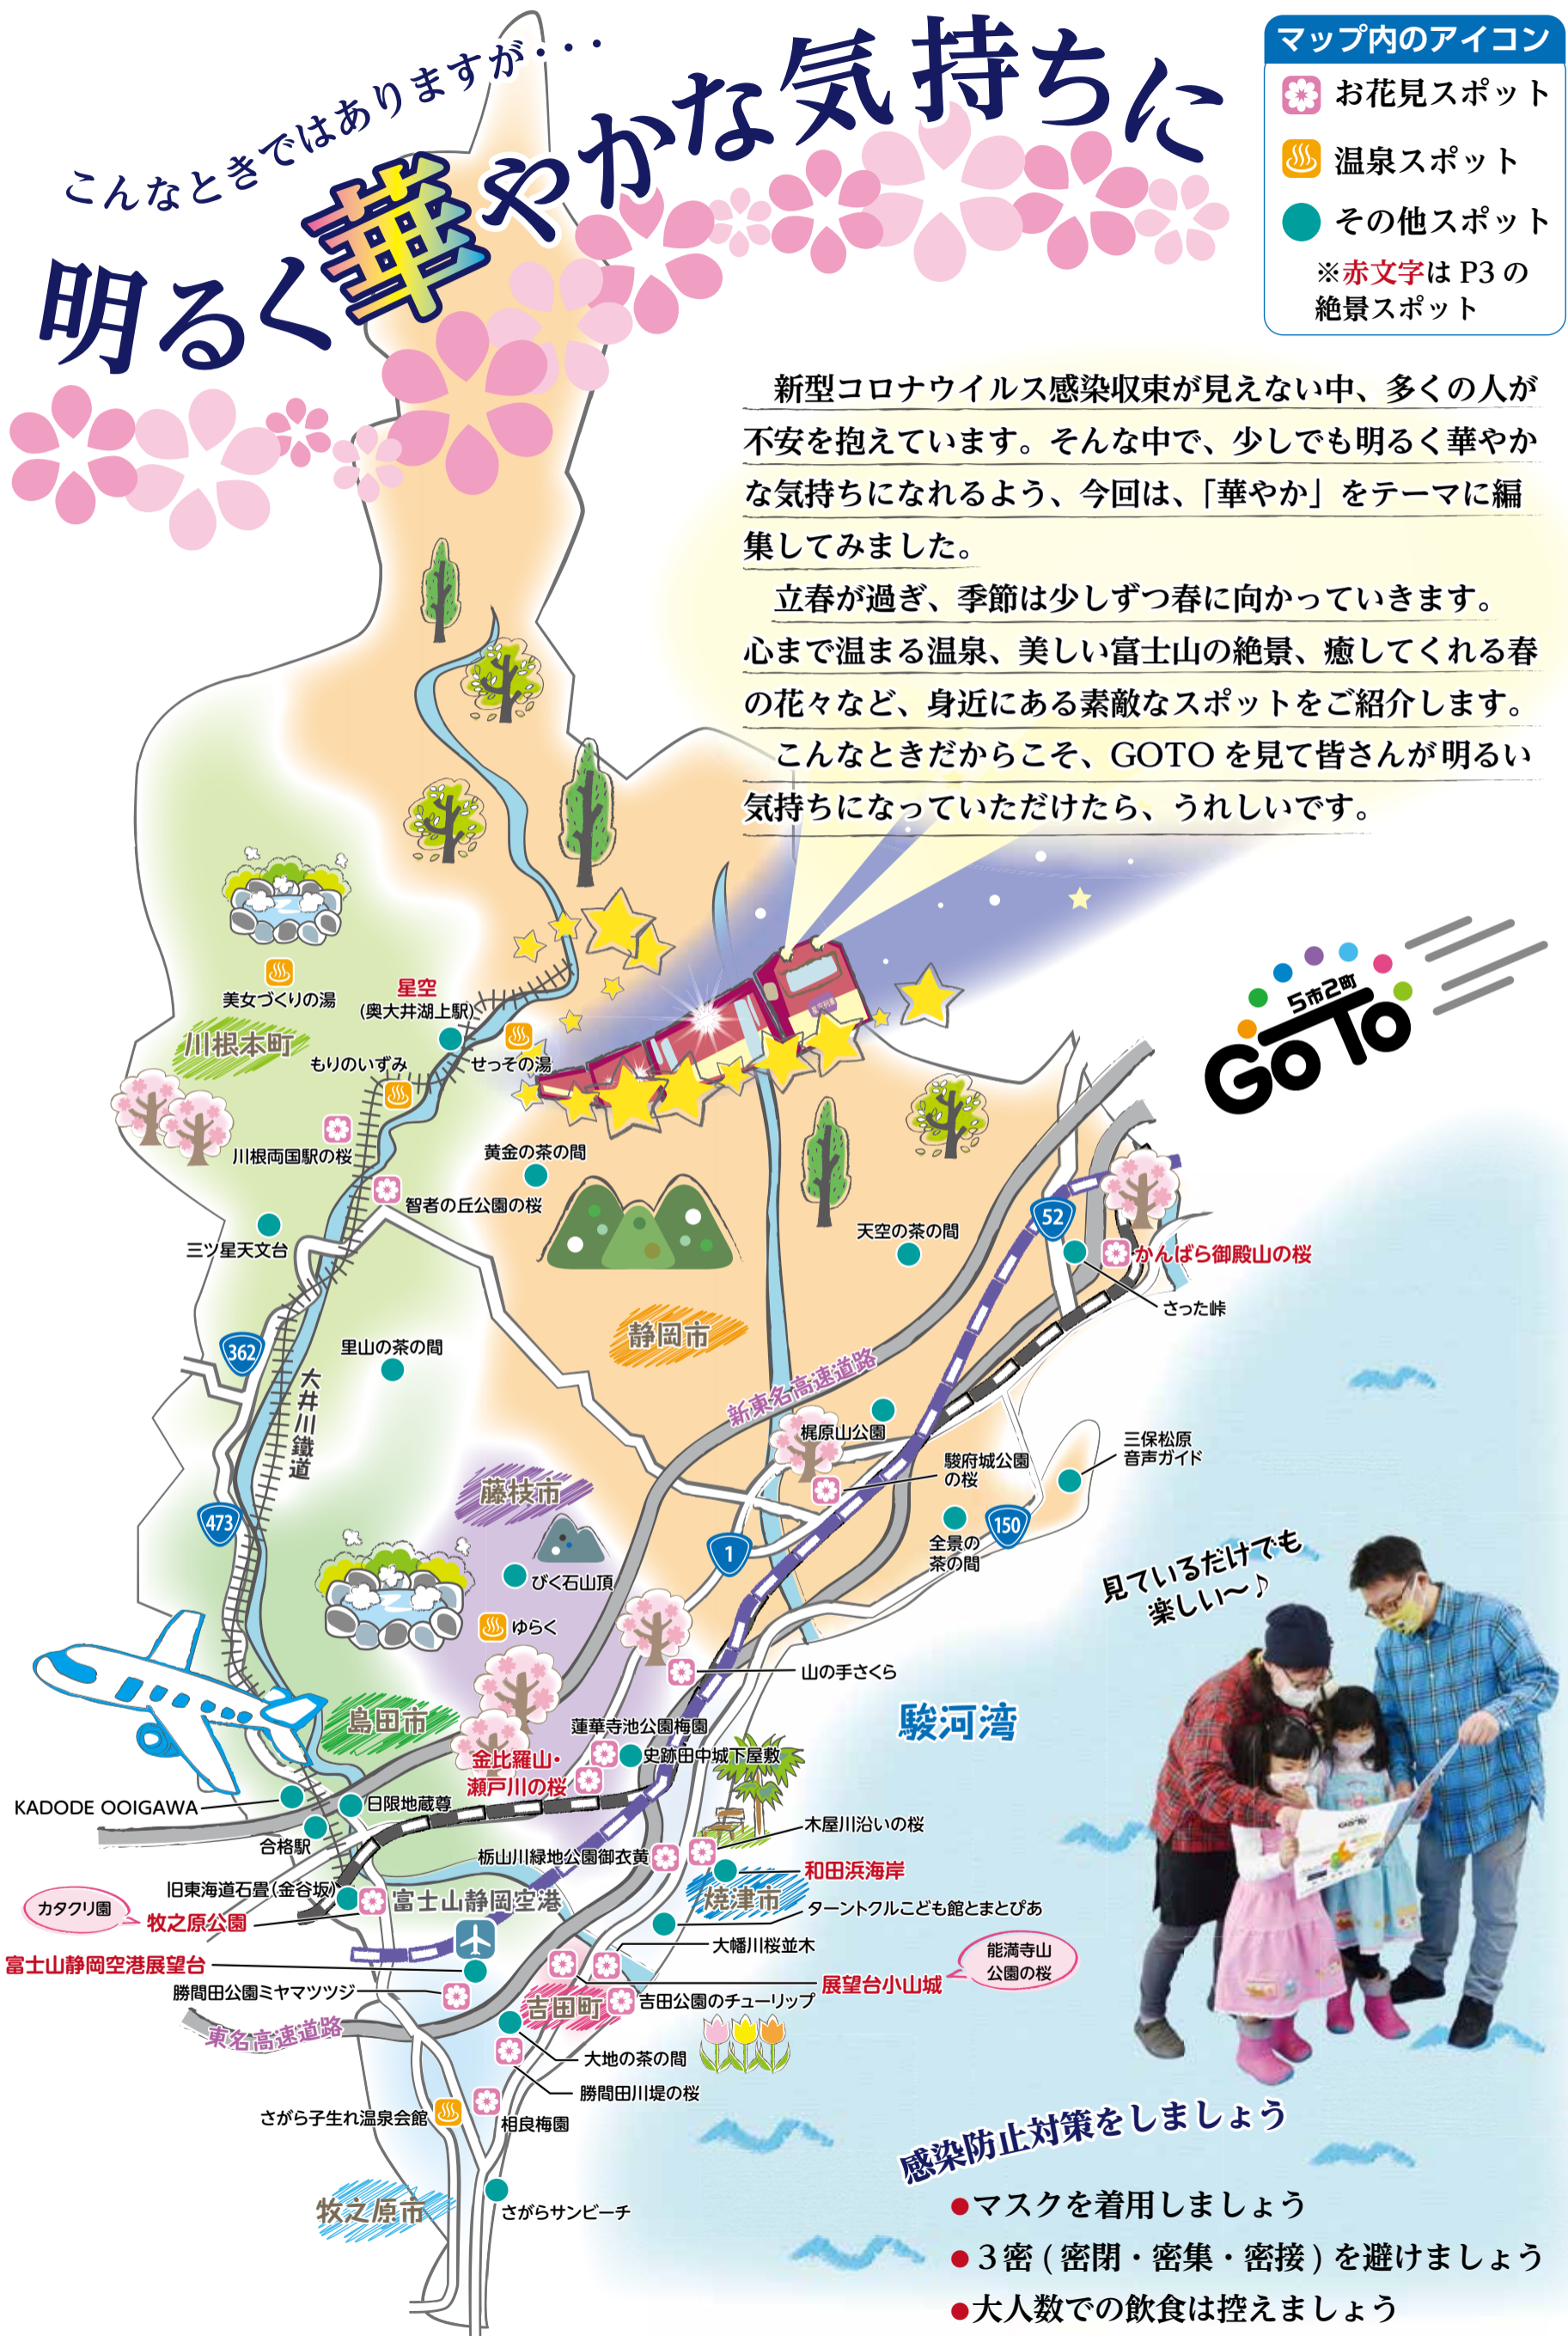 こんなときではありますが・・・
明るく華やかな気持ちに
マップ内のアイコン
お花見スポット
温泉スポット
その他スポット
※赤文字は P3 の
絶景スポット
新型コロナウイルス感染収束が見えない中、多くの人が
不安を抱えています。そんな中で、少しでも明るく華やか
な気持ちになれるよう、今回は、「華やか」をテーマに編
集してみました。
立春が過ぎ、季節は少しずつ春に向かっていきます。
心まで温まる温泉、美しい富士山の絶景、癒してくれる春
の花々など、身近にある素敵なスポットをご紹介します。
こんなときだからこそ、GOTO を見て皆さんが明るい
気持ちになっていただけたら、うれしいです。
5市2町
GOTO
美女づくりの湯
星空
(奥大井湖上駅)
川根本町
もりのいずみ
せっその湯
川根両国駅の桜
黄金の茶の間
智者の丘公園の桜
三ツ星天文台
天空の茶の間
52
かんばら御殿山の桜
さった峠
静岡市
362
里山の茶の間
大井川鐵道
新東名高速道路
梶原山公園
三保松原
音声ガイド
駿府城公園
の桜
藤枝市
473
150
全景の
茶の間
1
びく石山頂
ゆらく
見ているだけでも
楽しい〜♪
山の手さくら
駿河湾
島田市
蓮華寺池公園梅園
史跡田中城下屋敷
金比羅山・
瀬戸川の桜
KADODE OOIGAWA
日限地蔵尊
合格駅
木屋川沿いの桜
栃山川緑地公園御衣黄
和田浜海岸
旧東海道石畳(金谷坂)
富士山静岡空港
焼津市
カタクリ園
牧之原公園
ターントクルこども館とまとぴあ
大幡川桜並木
能満寺山
公園の桜
富士山静岡空港展望台
展望台小山城
勝間田公園ミヤマツツジ
吉田町
吉田公園のチューリップ
東名高速道路
大地の茶の間
勝間田川堤の桜
さがら子生れ温泉会館
相良梅園
牧之原市
さがらサンビーチ
感染防止対策をしましょう
●マスクを着用しましょう
●３密 ( 密閉・密集・密接 ) を避けましょう
●大人数での飲食は控えましょう